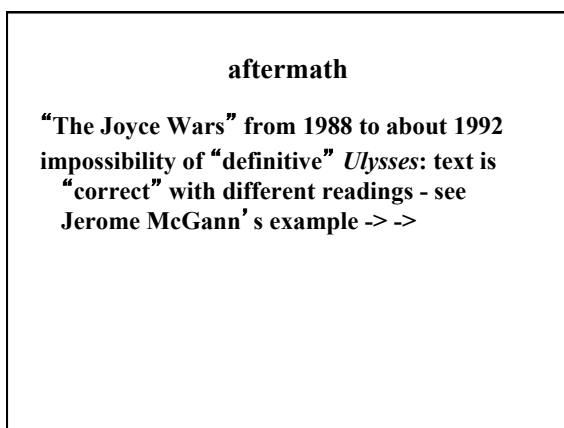 aftermath
“The Joyce Wars” from 1988 to about 1992
impossibility of “definitive” Ulysses: text is
“correct” with different readings - see
Jerome McGann’s example -> ->